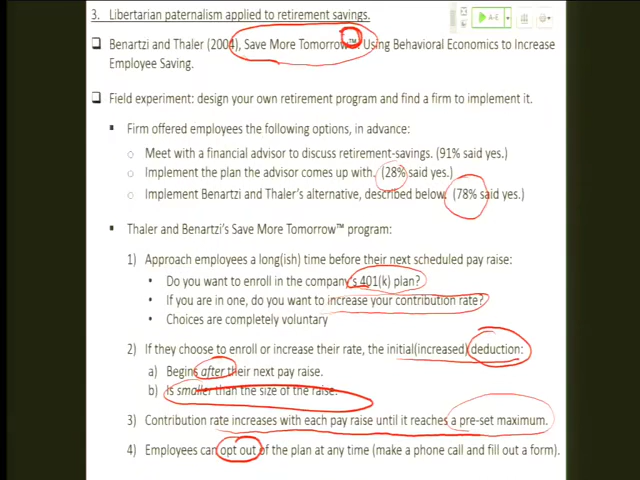 3. Libertarian paternalism applied to retirement savings.
A-E
Benartzi and Thaler (2004), Save More Tomorrow™ Using Behavioral Economics to Increase
Employee Saving.
Field experiment: design your own retirement program and find a firm to implement it.
Firm offered employees the following options, in advance:
Meet with a financial advisor to discuss retirement-savings. (91% said yes.)
Implement the plan the advisor comes up with. (28% said yes.)
Implement Benartzi and Thaler's alternative, described below. (78% said yes.)
Thaler and Benartzi's Save More Tomorrow™ program:
1) Approach employees a long(ish) time before their next scheduled pay raise:
Do you want to enroll in the company's 401(k) plan?
If you are in one, do you want to increase your contribution rate?
Choices are completely voluntary
2) If they choose to enroll or increase their rate, the initial(increased) deduction:
a) Begins after their next pay raise.
b) Is smaller than the size of the raise.
3) Contribution rate increases with each pay raise until it reaches a pre-set maximum.
4) Employees can opt out of the plan at any time (make a phone call and fill out a form).